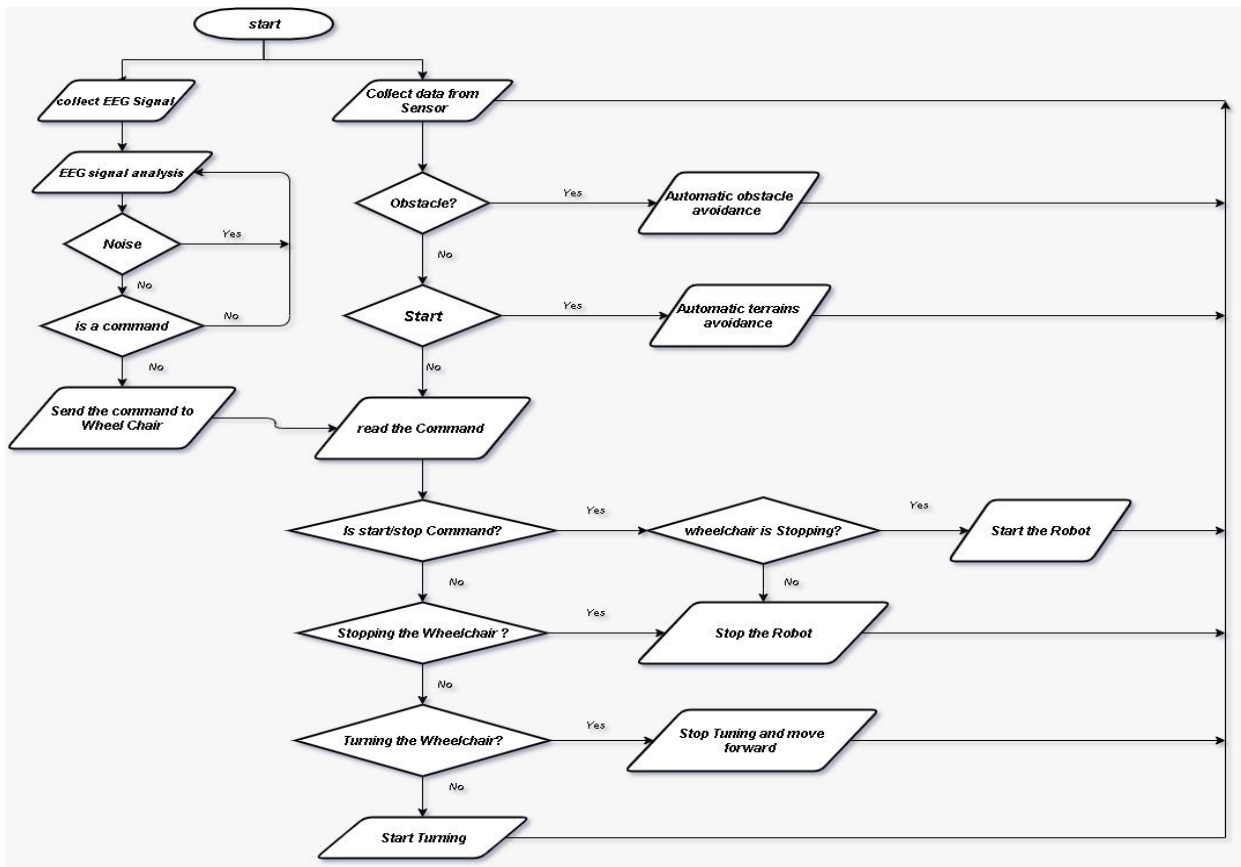 start
collect EEG Signal
Collect data from
Sensor
EEG signal analysis
Obstacle?
Yes
Automatic obstacle
avoidance
Noise
Yes
No
No
is a command
No
Start
Yes
Automatic terrains
avoidance
No
No
Send the command to
Wheel Chair
read the Command
Is start/stop Command?
Yes
wheelchair is Stopping?
Yes
Start the Robot
No
No
Stopping the Wheelchair ?
Yes
Stop the Robot
No
Turning the Wheelchair?
Yes
Stop Tuning and move
forward
No
Start Turning